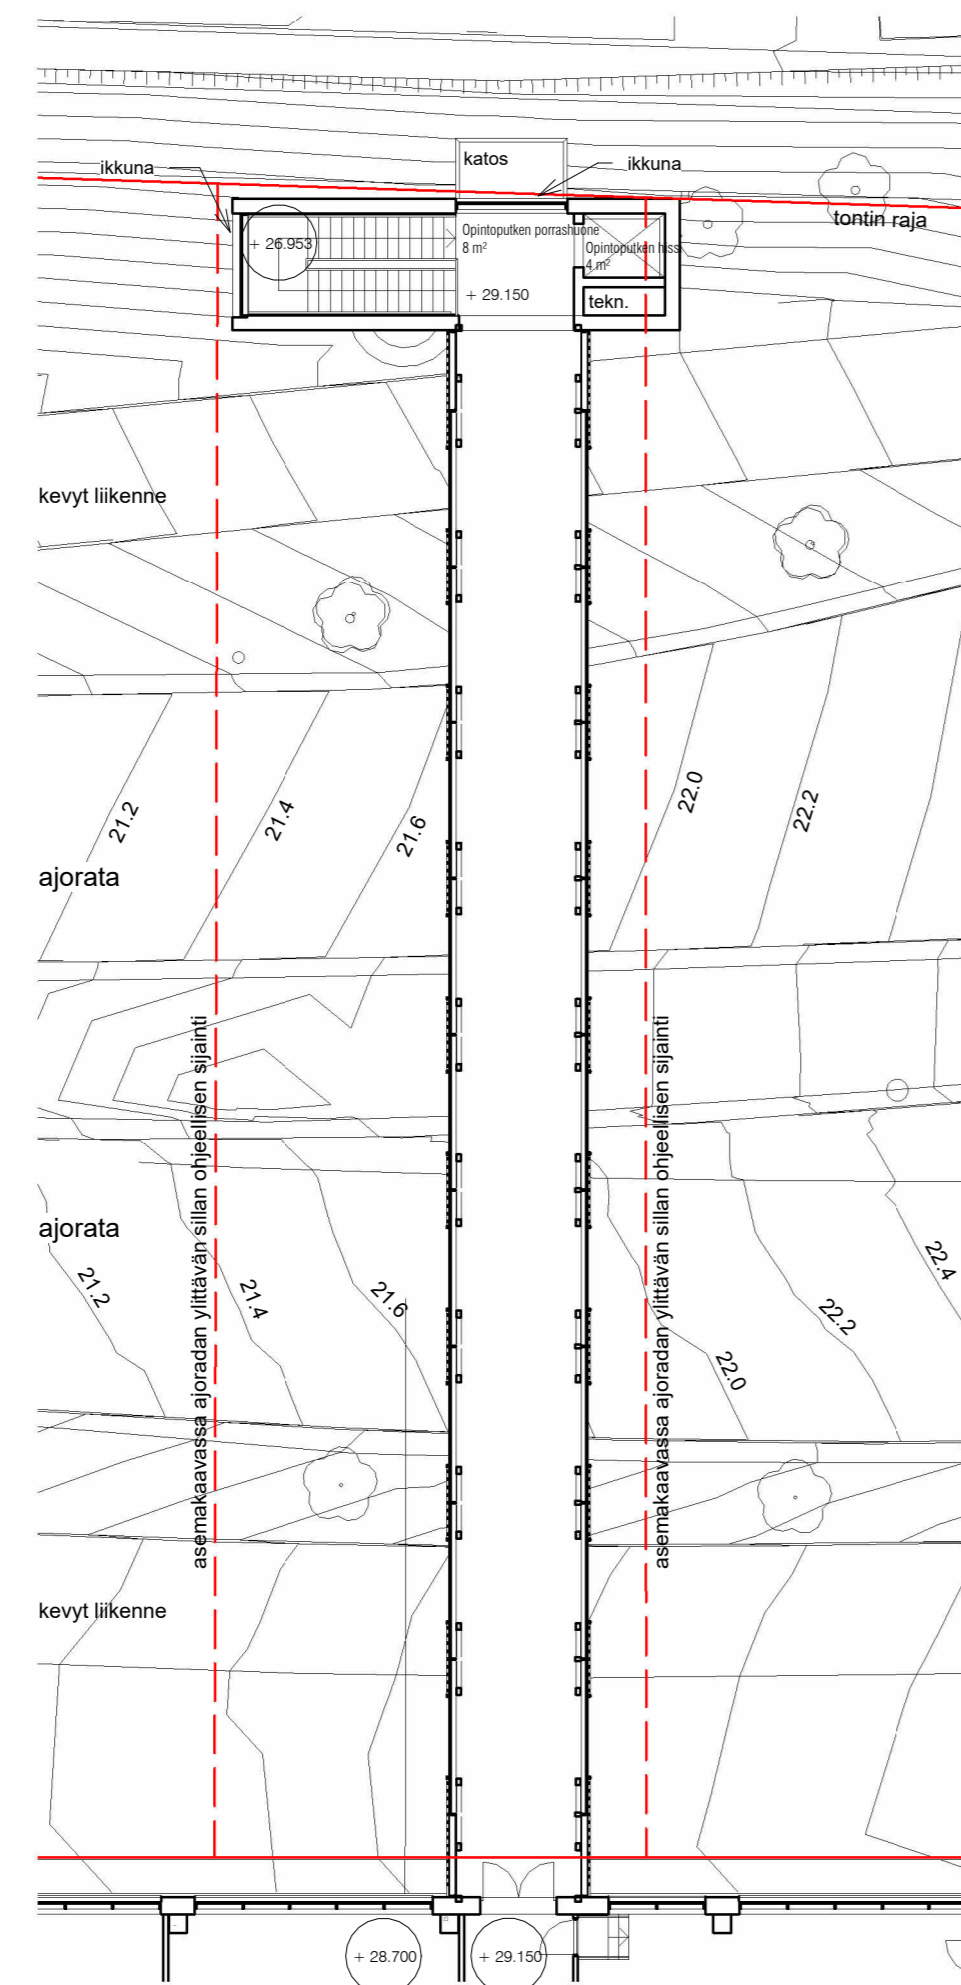 katos
ikkuna
ikkuna
tontin raja
+ 26.953
Opintoputken porrashuone
8 m²
Opintoputken hissi
4 m²
+ 29.150
tekn.
kevyt liikenne
21.2
21.4
21.6
22.0
22.2
ajorata
asemakaavassa ajoradan ylittävän sillan ohjeellisen sijainti
asemakaavassa ajoradan ylittävän sillan ohjeellisen sijainti
ajorata
21.2
21.4
21.6
22.0
22.2
22.4
kevyt liikenne
+ 28.700
+ 29.150